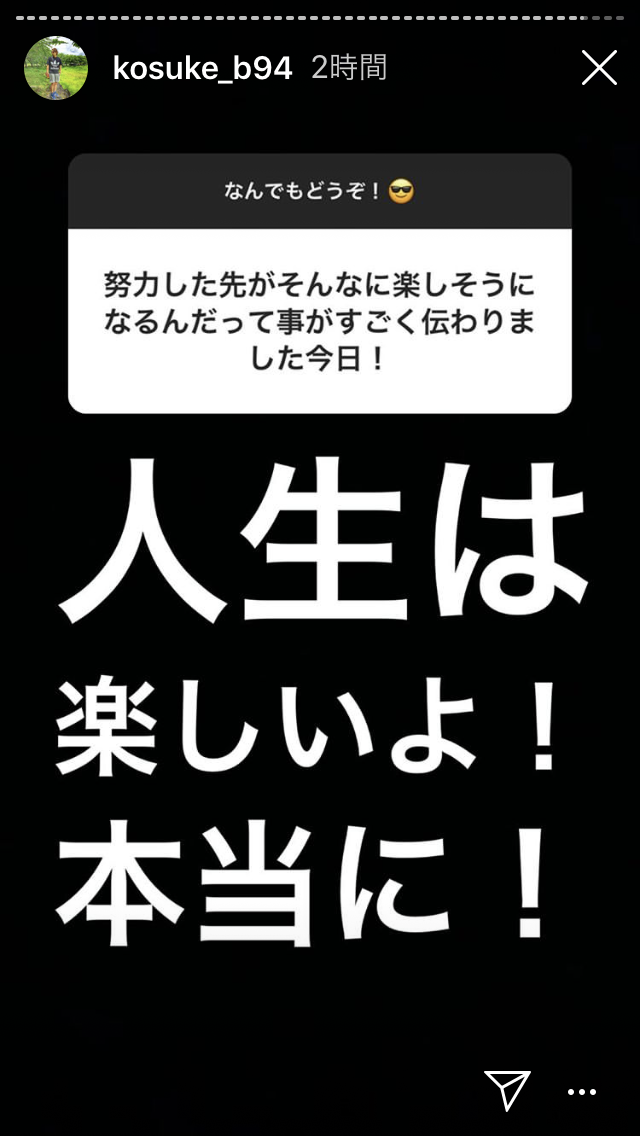 kosuke_b94 2時間
なんでもどうぞ！😎
努力した先がそんなに楽しそうに
なるんだって事がすごく伝わりま
した今日！
人生は
楽しいよ！
本当に！